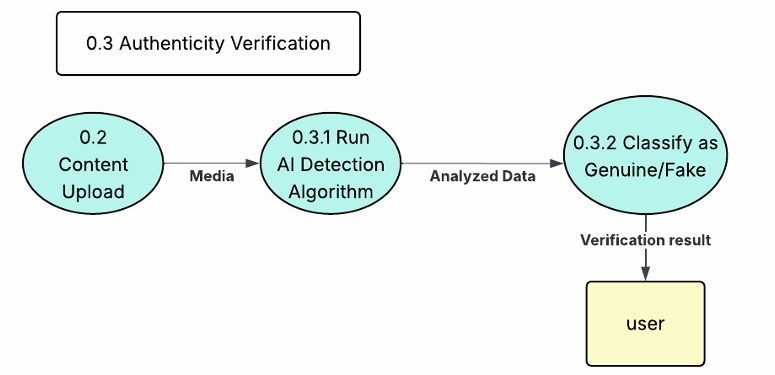 0.3 Authenticity Verification
0.2
Content
Upload
Media
0.3.1 Run
AI Detection
Algorithm
Analyzed Data
0.3.2 Classify as
Genuine/Fake
Verification result
user